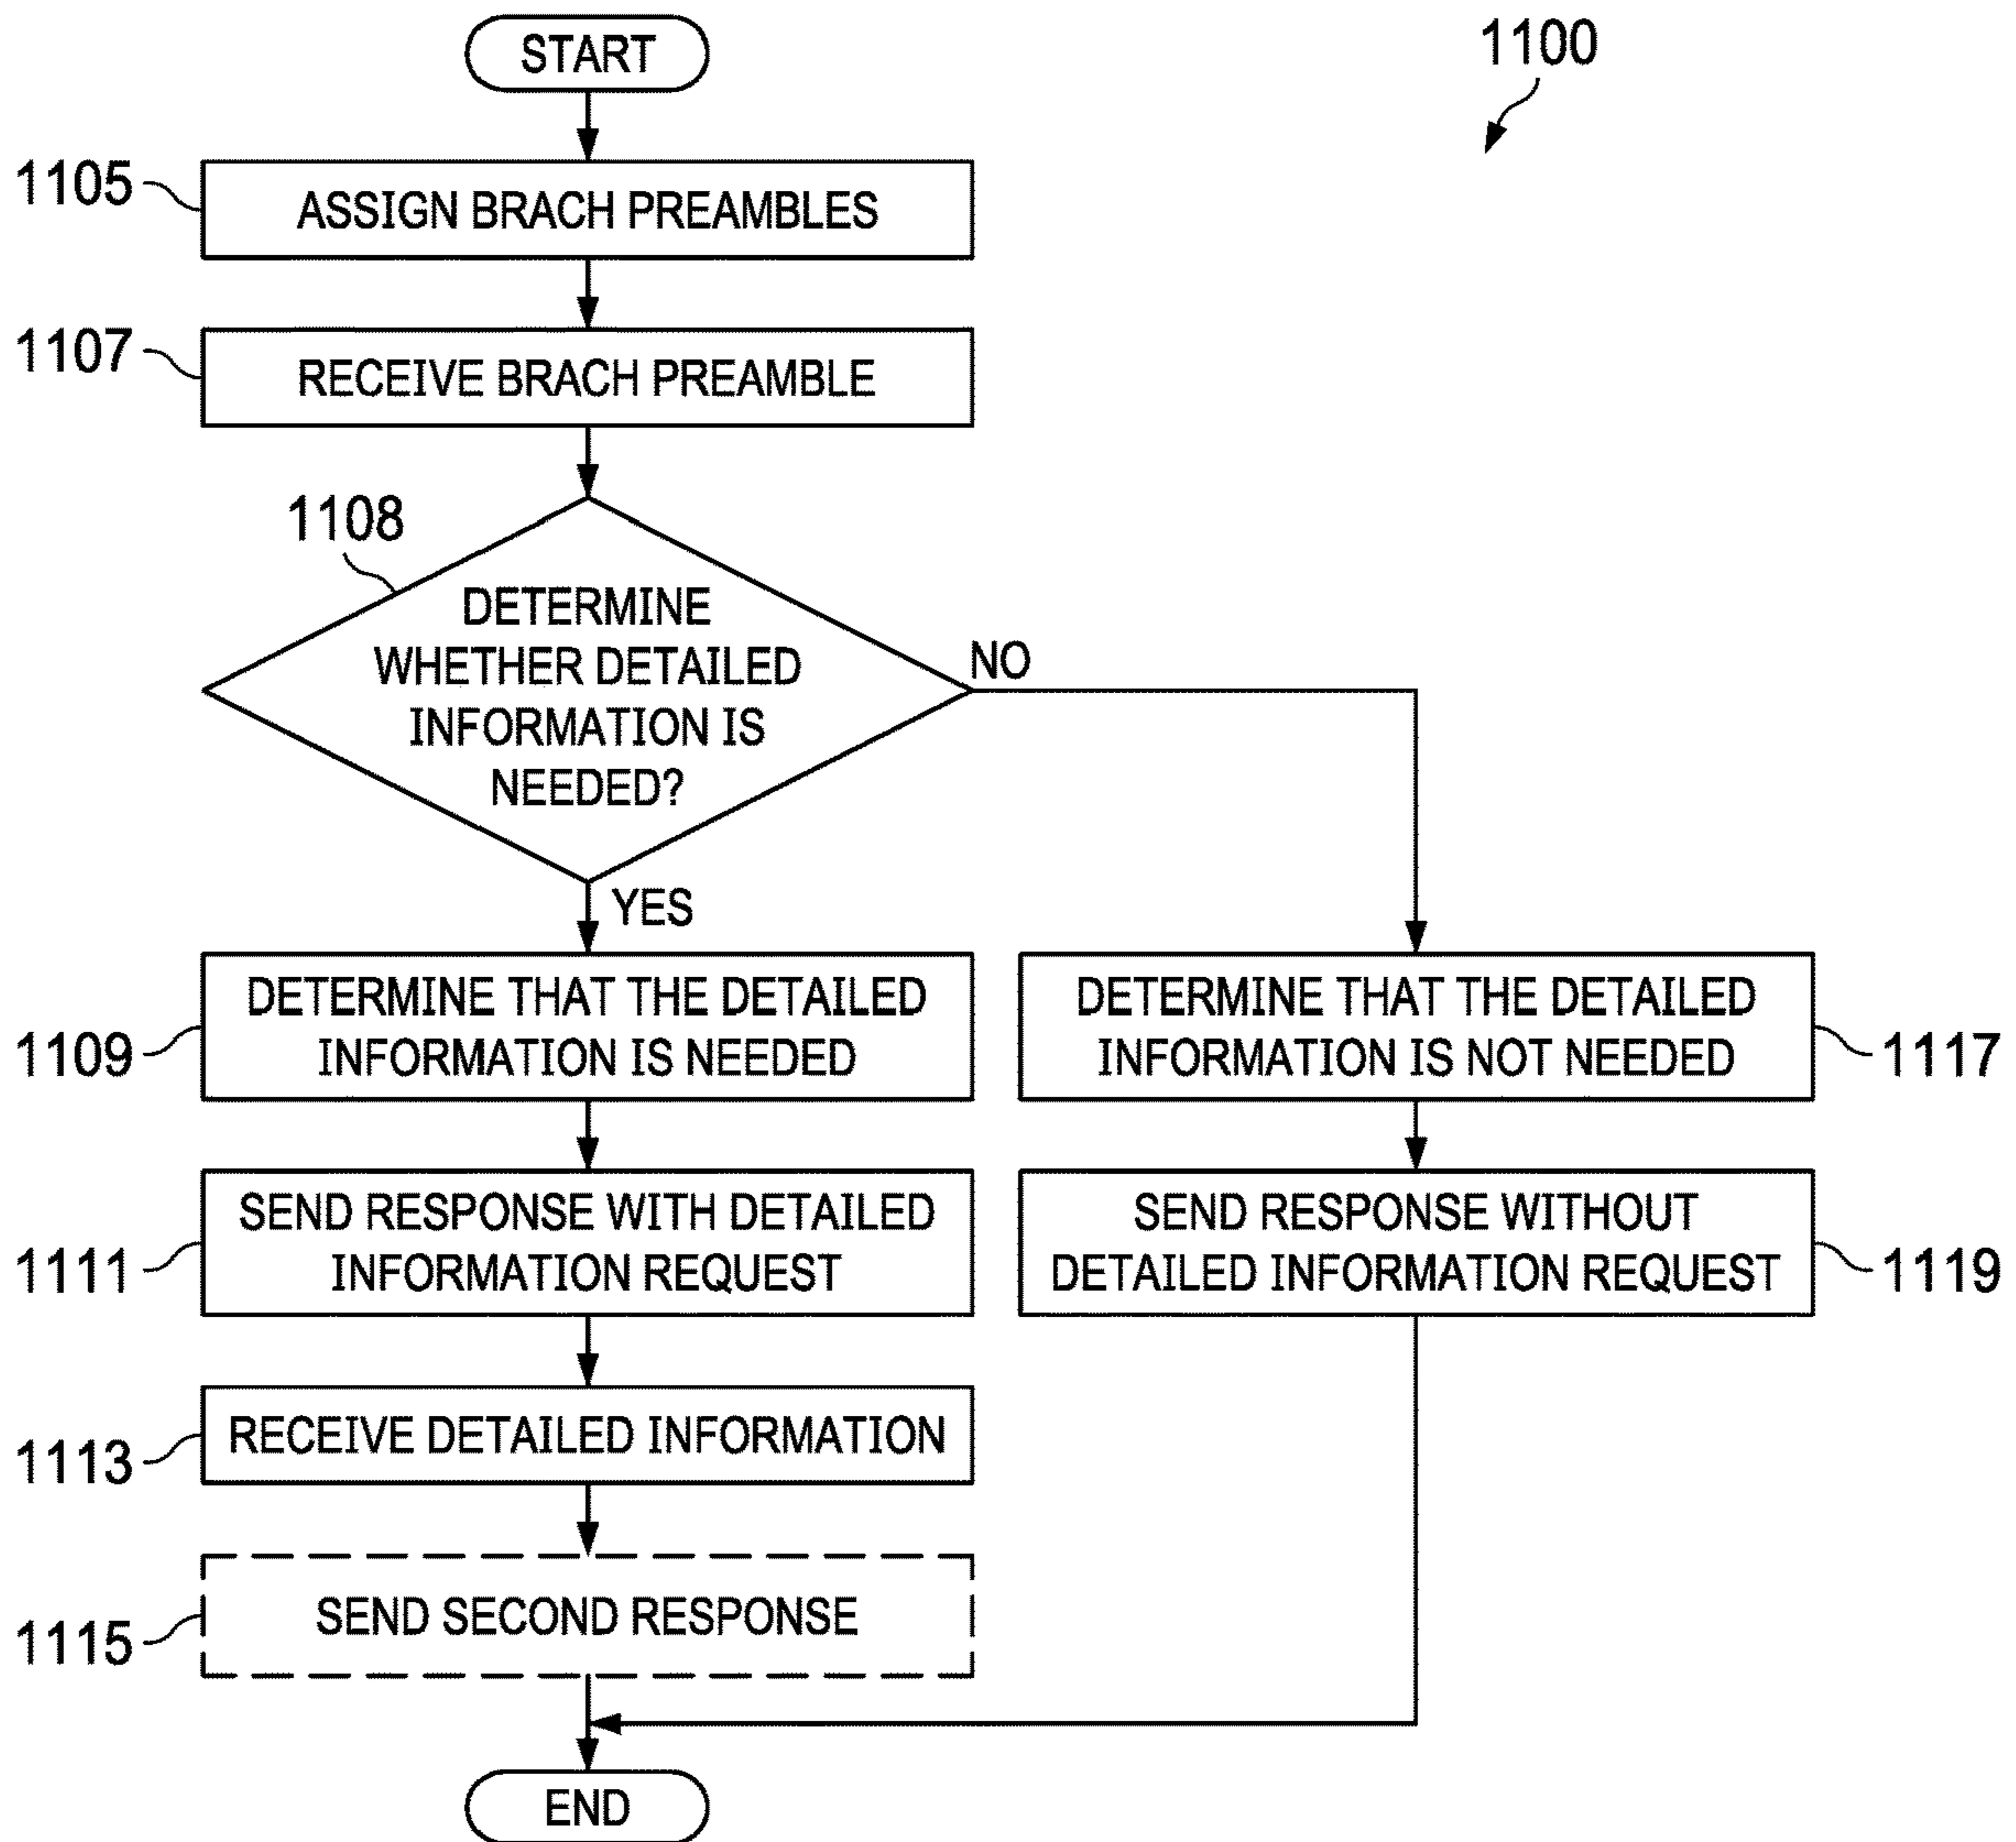 START
1100
1105
ASSIGN BRACH PREAMBLES
1107
RECEIVE BRACH PREAMBLE
1108
DETERMINE
WHETHER DETAILED
INFORMATION IS
NEEDED?
NO
YES
1109
DETERMINE THAT THE DETAILED
INFORMATION IS NEEDED
DETERMINE THAT THE DETAILED
INFORMATION IS NOT NEEDED
1117
1111
SEND RESPONSE WITH DETAILED
INFORMATION REQUEST
SEND RESPONSE WITHOUT
DETAILED INFORMATION REQUEST
1119
1113
RECEIVE DETAILED INFORMATION
1115
SEND SECOND RESPONSE
END